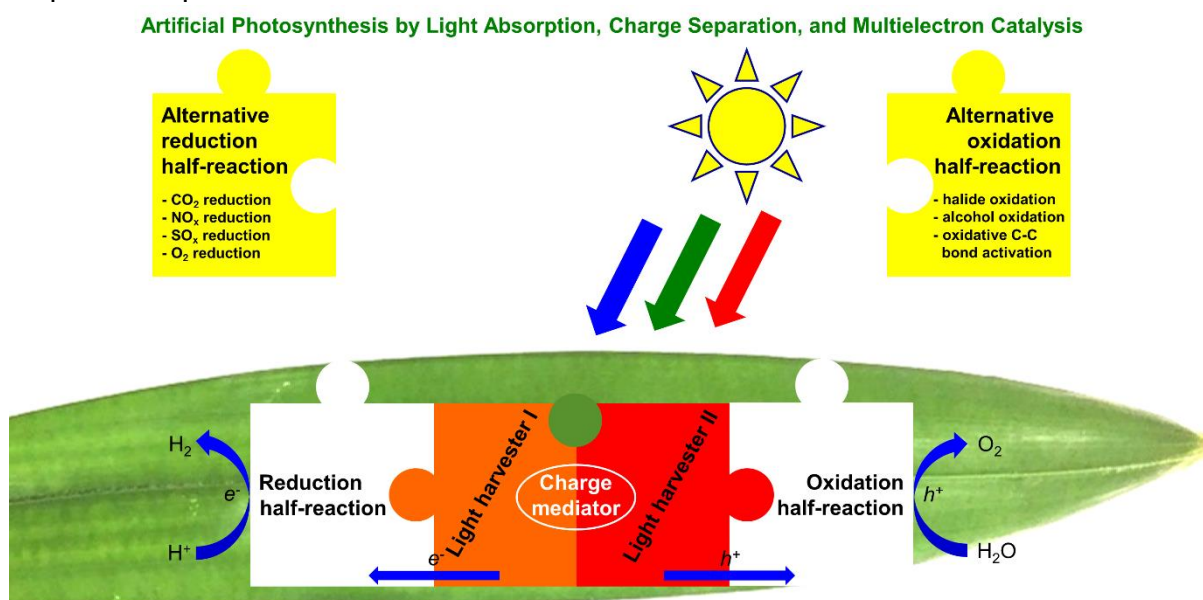 Artificial Photosynthesis by Light Absorption, Charge Separation, and Multielectron Catalysis
Alternative
reduction
half-reaction
- CO₂ reduction
- NOₓ reduction
- SOₓ reduction
- O₂ reduction
Alternative
oxidation
half-reaction
- halide oxidation
- alcohol oxidation
- oxidative C-C
bond activation
H₂
e⁻
H⁺
Reduction
half-reaction
Light harvester I
Charge
mediator
Light harvester II
Oxidation
half-reaction
O₂
h⁺
H₂O
e⁻
h⁺